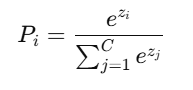 $P_i = \frac{e^{z_i}}{\sum_{j=1}^{C} e^{z_j}}$